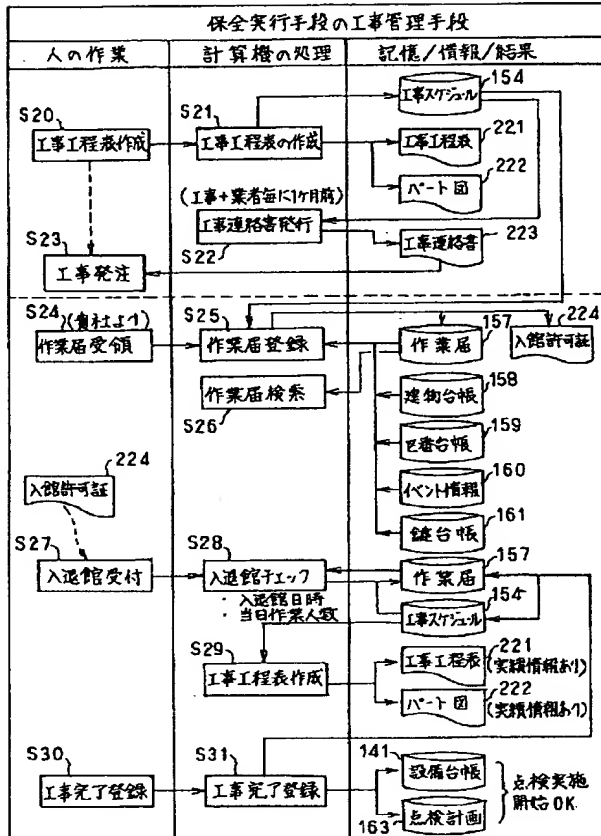 保全実行手段の工事管理手段
人の作業 計算機の処理 記憶/情報/結果
154
S20 S21 工事スケジュール
221
工事工程表作成 工事工程表の作成 工事工程表
222
パート図
(工事+業者毎に1ヶ月前)
工事連絡書発行
S23 S22 223
工事連絡書
工事発注
S24 (貴社より) S25 157 224
作業届受領 作業届登録 作業届 入館許可証
作業届検索 158
S26 建物台帳
159
224 台帳
入館許可証 160
イベント情報
161
S27 S28 鍵台帳
157
入退館受付 入退館チェック 作業届
・入退館日時 154
・当日作業人数 工事スケジュール
S29 221
工事工程表作成 工事工程表 (実績情報あり)
222
パート図 (実績情報あり)
S30 S31 141
設備台帳
工事完了登録 工事完了登録 点検実施
開始OK
163 点検計画